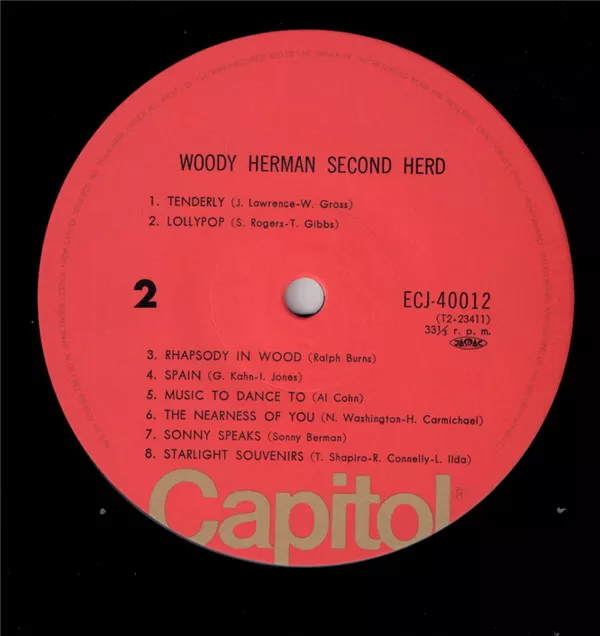 WOODY HERMAN SECOND HERD
1. TENDERLY (J. Lawrence-W. Gross)
2. LOLLYPOP (S. Rogers-T. Gibbs)
2
ECJ-40012
(T2-23411)
33⅓ r. p. m.
JASRAC
3. RHAPSODY IN WOOD (Ralph Burns)
4. SPAIN (G. Kahn-I. Jones)
5. MUSIC TO DANCE TO (Al Cohn)
6. THE NEARNESS OF YOU (N. Washington-H. Carmichael)
7. SONNY SPEAKS (Sonny Berman)
8. STARLIGHT SOUVENIRS (T. Shapiro-R. Connelly-L. Ilda)
Capitol®